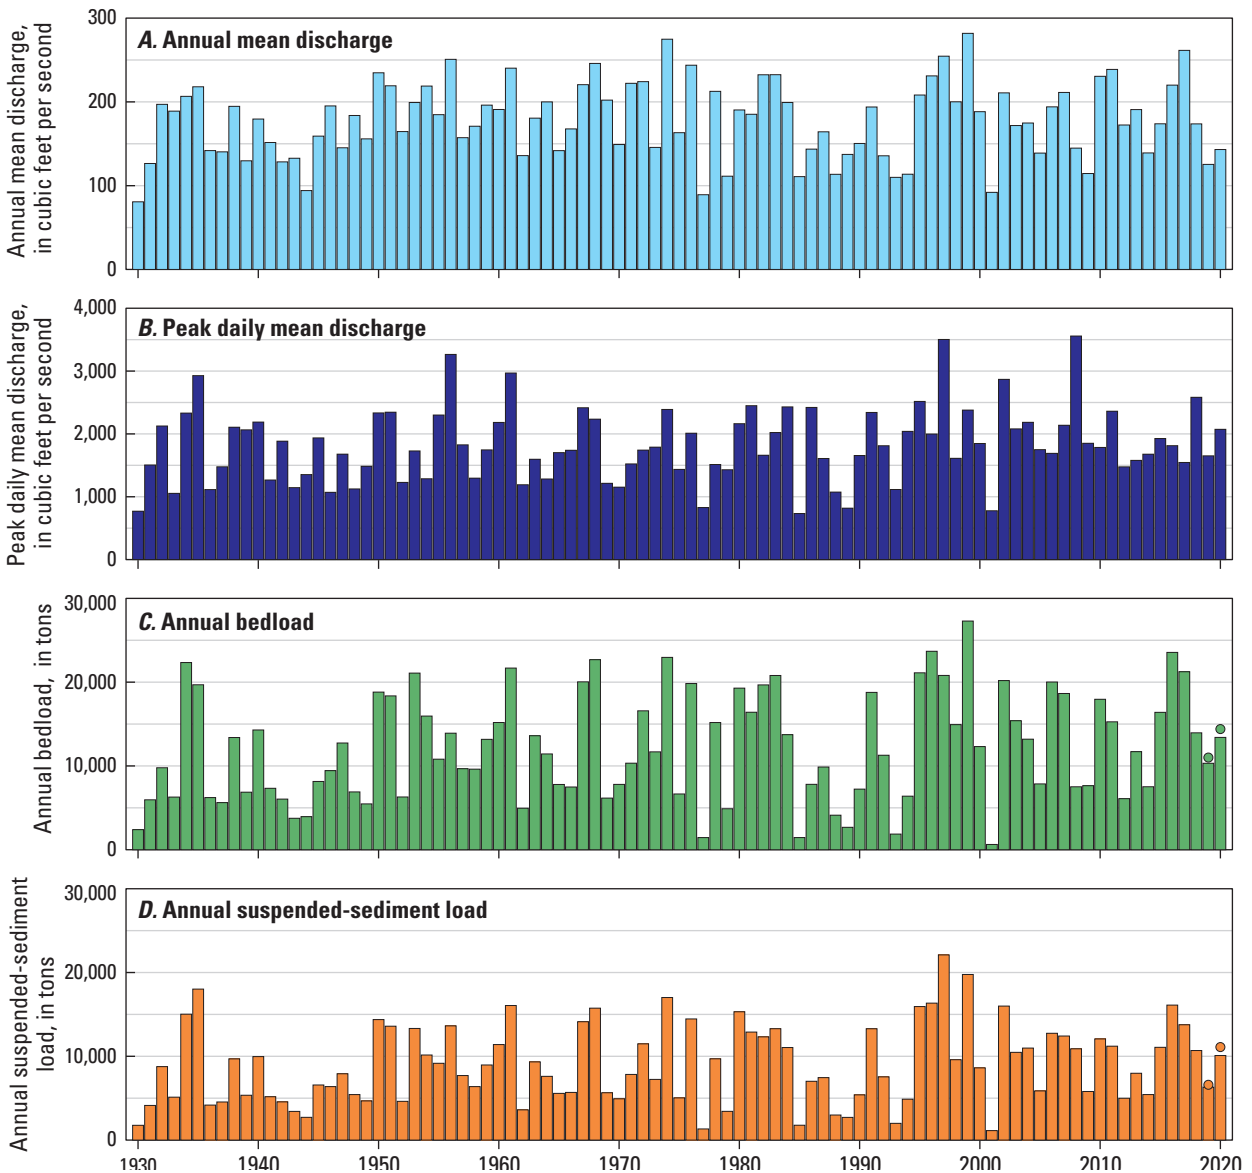 A. Annual mean discharge
Annual mean discharge,
in cubic feet per second
300
200
100
0
B. Peak daily mean discharge
Peak daily mean discharge,
in cubic feet per second
4,000
3,000
2,000
1,000
0
C. Annual bedload
Annual bedload, in tons
30,000
20,000
10,000
0
D. Annual suspended-sediment load
Annual suspended-sediment
load, in tons
30,000
20,000
10,000
0
1930 1940 1950 1960 1970 1980 1990 2000 2010 2020